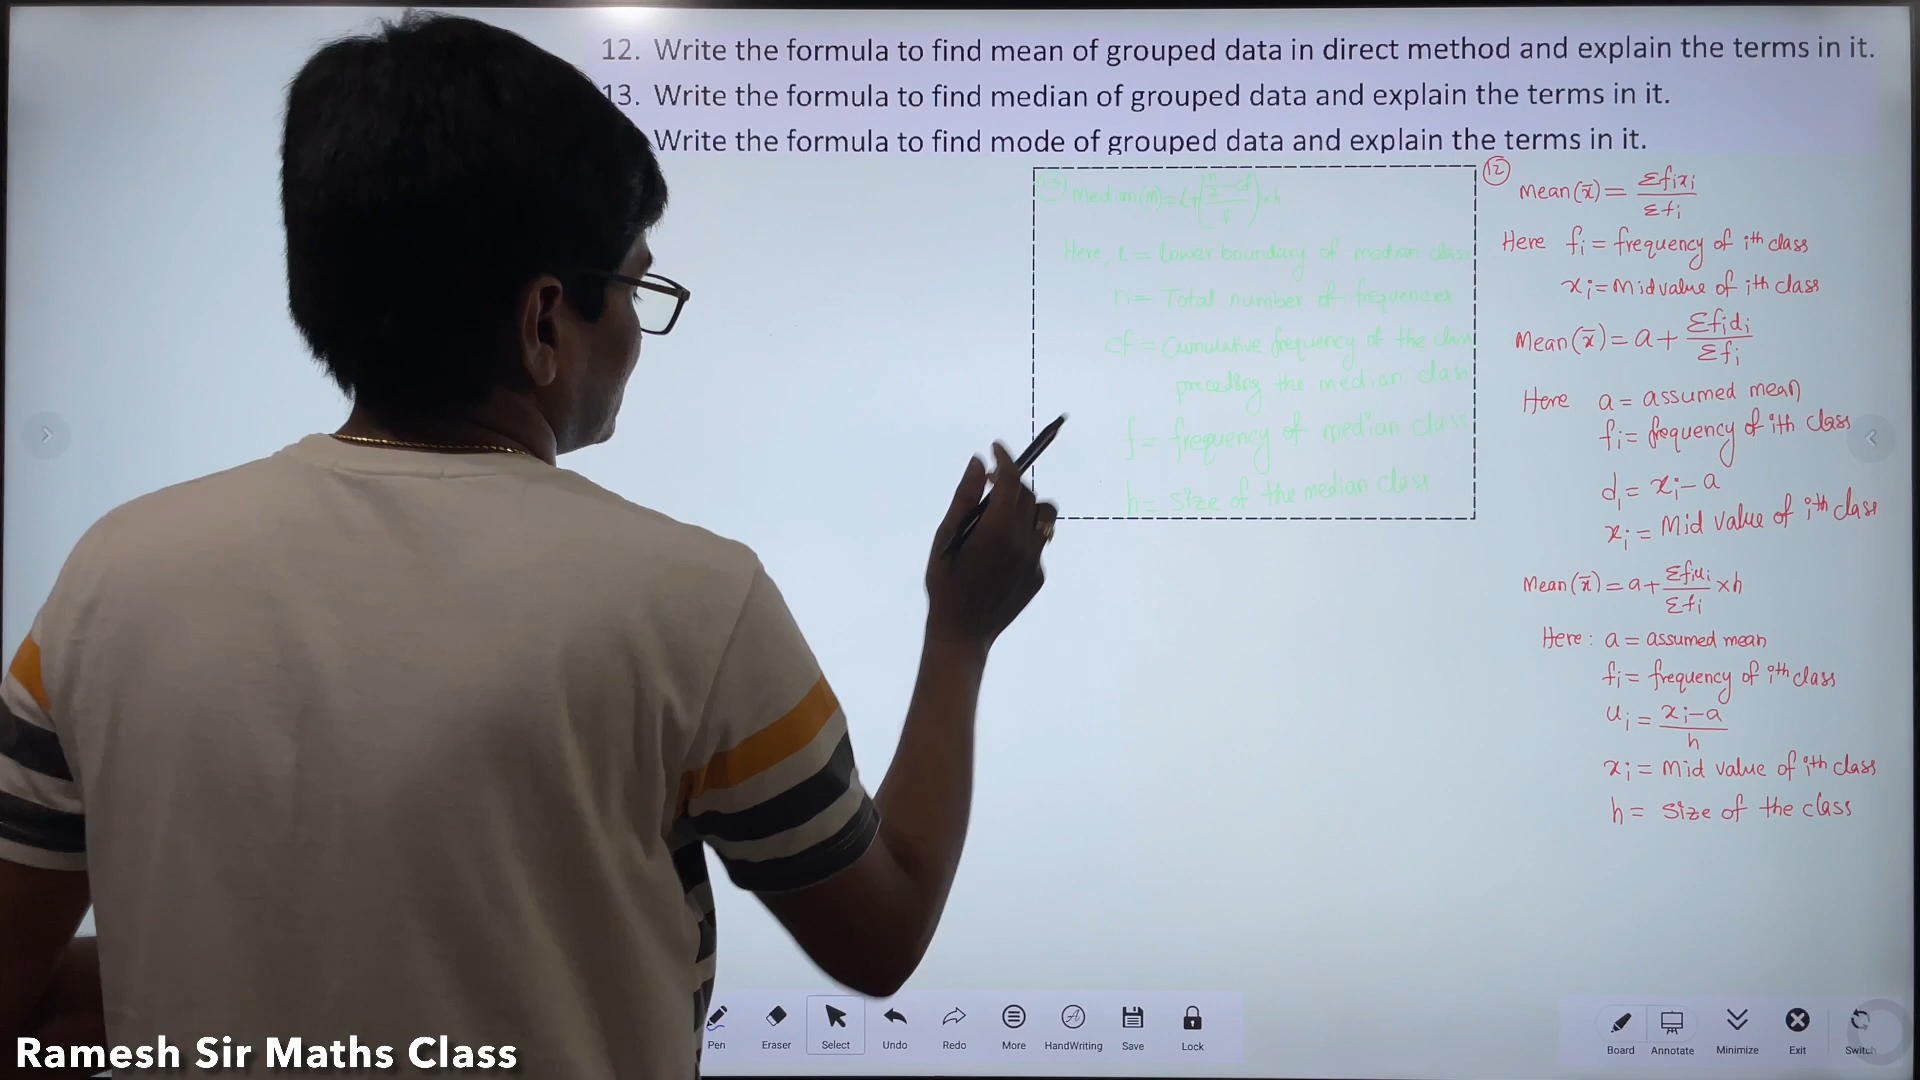 12. Write the formula to find mean of grouped data in direct method and explain the terms in it.
13. Write the formula to find median of grouped data and explain the terms in it.
Write the formula to find mode of grouped data and explain the terms in it.
(13) Median(M) = L + ((n/2 - cf)/f) × h
Here, L = Lower boundary of median class
n = Total number of frequencies
cf = Cumulative frequency of the class
preceding the median class
f = frequency of median class
h = size of the median class
(12) Mean(x̄) = Σfixi/Σfi
Here fi = frequency of ith class
xi = Midvalue of ith class
Mean(x̄) = a + Σfidi/Σfi
Here a = assumed mean
fi = frequency of ith class
di = xi - a
xi = Mid value of ith class
Mean(x̄) = a + Σfiui/Σfi × h
Here : a = assumed mean
fi = frequency of ith class
ui = xi - a/h
xi = Mid value of ith class
h = size of the class
Pen Eraser Select Undo Redo More HandWriting Save Lock
Board Annotate Minimize Exit Switch
Ramesh Sir Maths Class